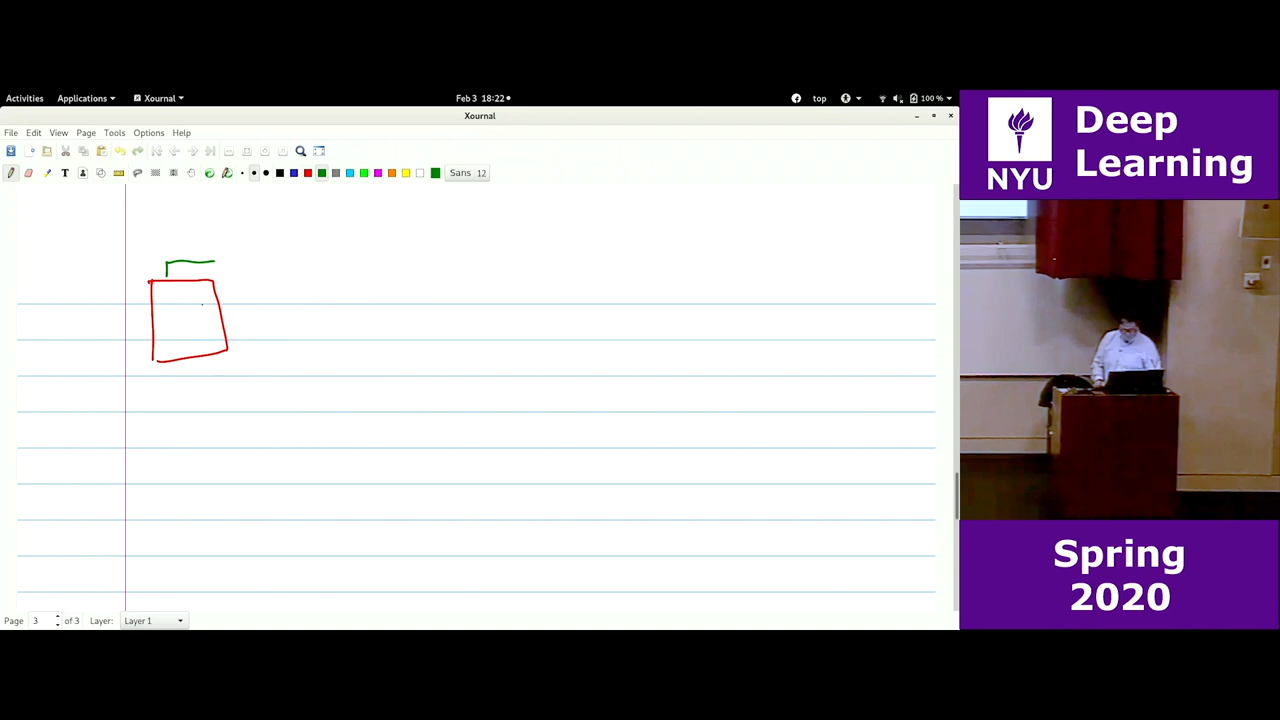 Activities Applications Xournal Feb 3 18:22 top 100 %
Xournal
File Edit View Page Tools Options Help
T Sans 12
Page 3 of 3 Layer: Layer 1
NYU
Deep
Learning
Spring
2020